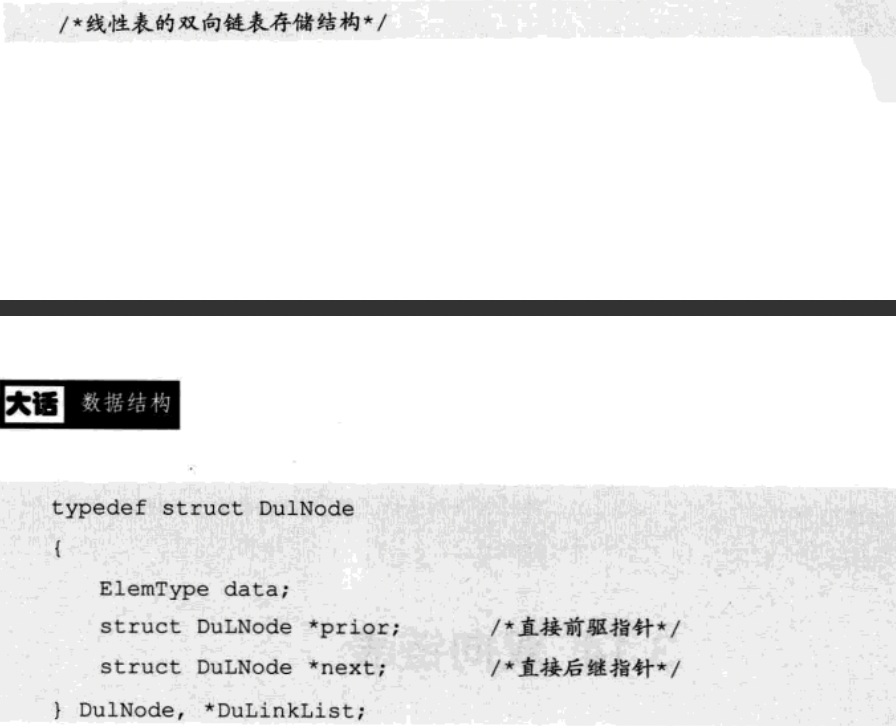 /*线性表的双向链表存储结构*/
大话 数据结构
typedef struct DulNode
{
ElemType data;
struct DuLNode *prior; /*直接前驱指针*/
struct DuLNode *next; /*直接后继指针*/
} DulNode, *DuLinkList;